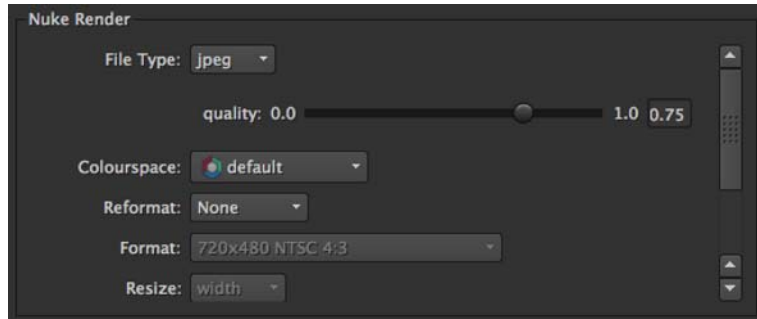 Nuke Render
File Type: jpeg
quality: 0.0 1.0 0.75
Colourspace: default
Reformat: None
Format: 720x480 NTSC 4:3
Resize: width